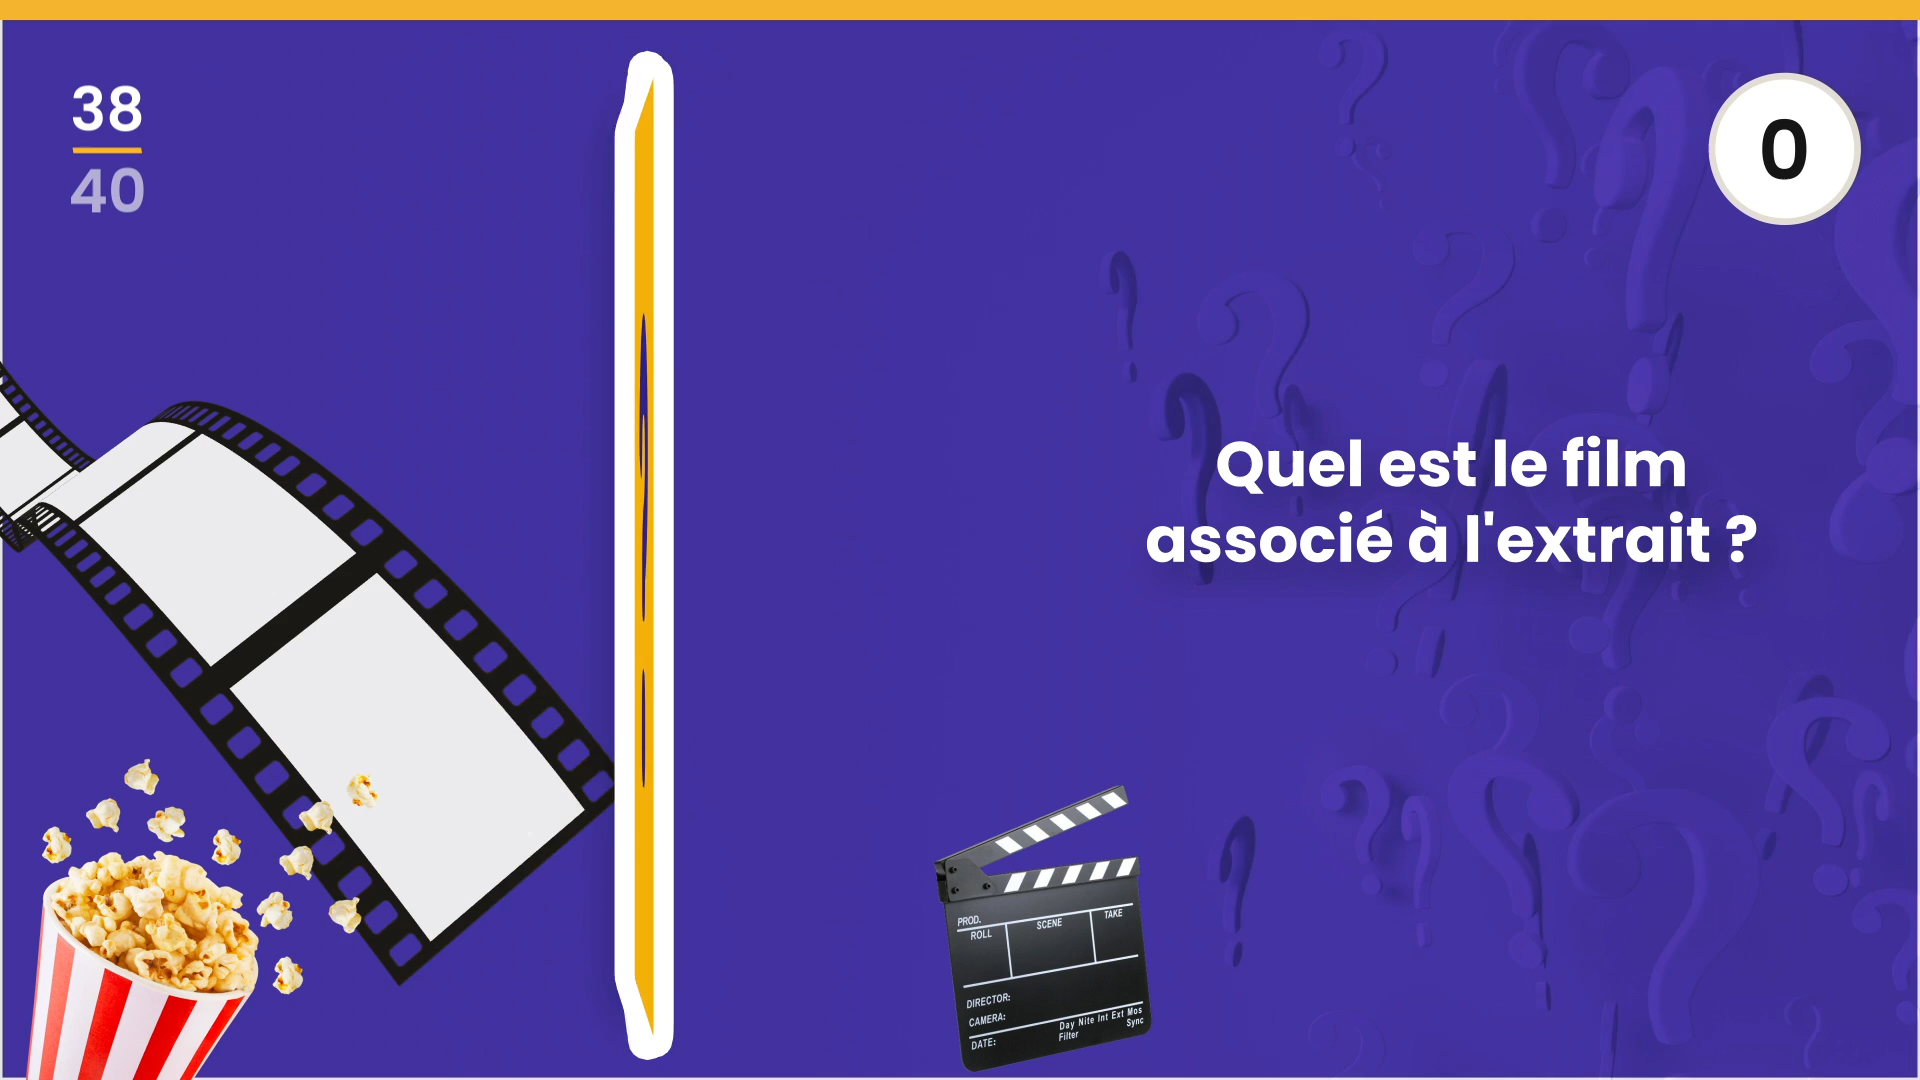 38
40
0
Quel est le film
associé à l'extrait ?
PROD.
ROLL
SCENE
TAKE
DIRECTOR:
CAMERA:
DATE:
Day Nite Int Ext Mos
Filter
Sync